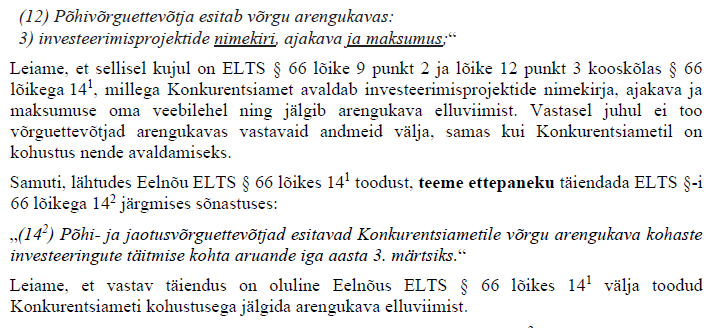 (12) Põhivõrguettevõtja esitab võrgu arengukavas:
3) investeerimisprojektide nimekiri, ajakava ja maksumus;“
Leiame, et sellisel kujul on ELTS § 66 lõike 9 punkt 2 ja lõike 12 punkt 3 kooskõlas § 66
lõikega 14¹, millega Konkurentsiamet avaldab investeerimisprojektide nimekirja, ajakava ja
maksumuse oma veebilehel ning jälgib arengukava elluviimist. Vastasel juhul ei too
võrguettevõtjad arengukavas vastavaid andmeid välja, samas kui Konkurentsiametil on
kohustus nende avaldamiseks.
Samuti, lähtudes Eelnõu ELTS § 66 lõikes 14¹ toodust, teeme ettepaneku täiendada ELTS §-i
66 lõikega 14² järgmises sõnastuses:
„(14²) Põhi- ja jaotusvõrguettevõtjad esitavad Konkurentsiametile võrgu arengukava kohaste
investeeringute täitmise kohta aruande iga aasta 3. märtsiks.“
Leiame, et vastav täiendus on oluline Eelnõus ELTS § 66 lõikes 14¹ välja toodud
Konkurentsiameti kohustusega jälgida arengukava elluviimist.